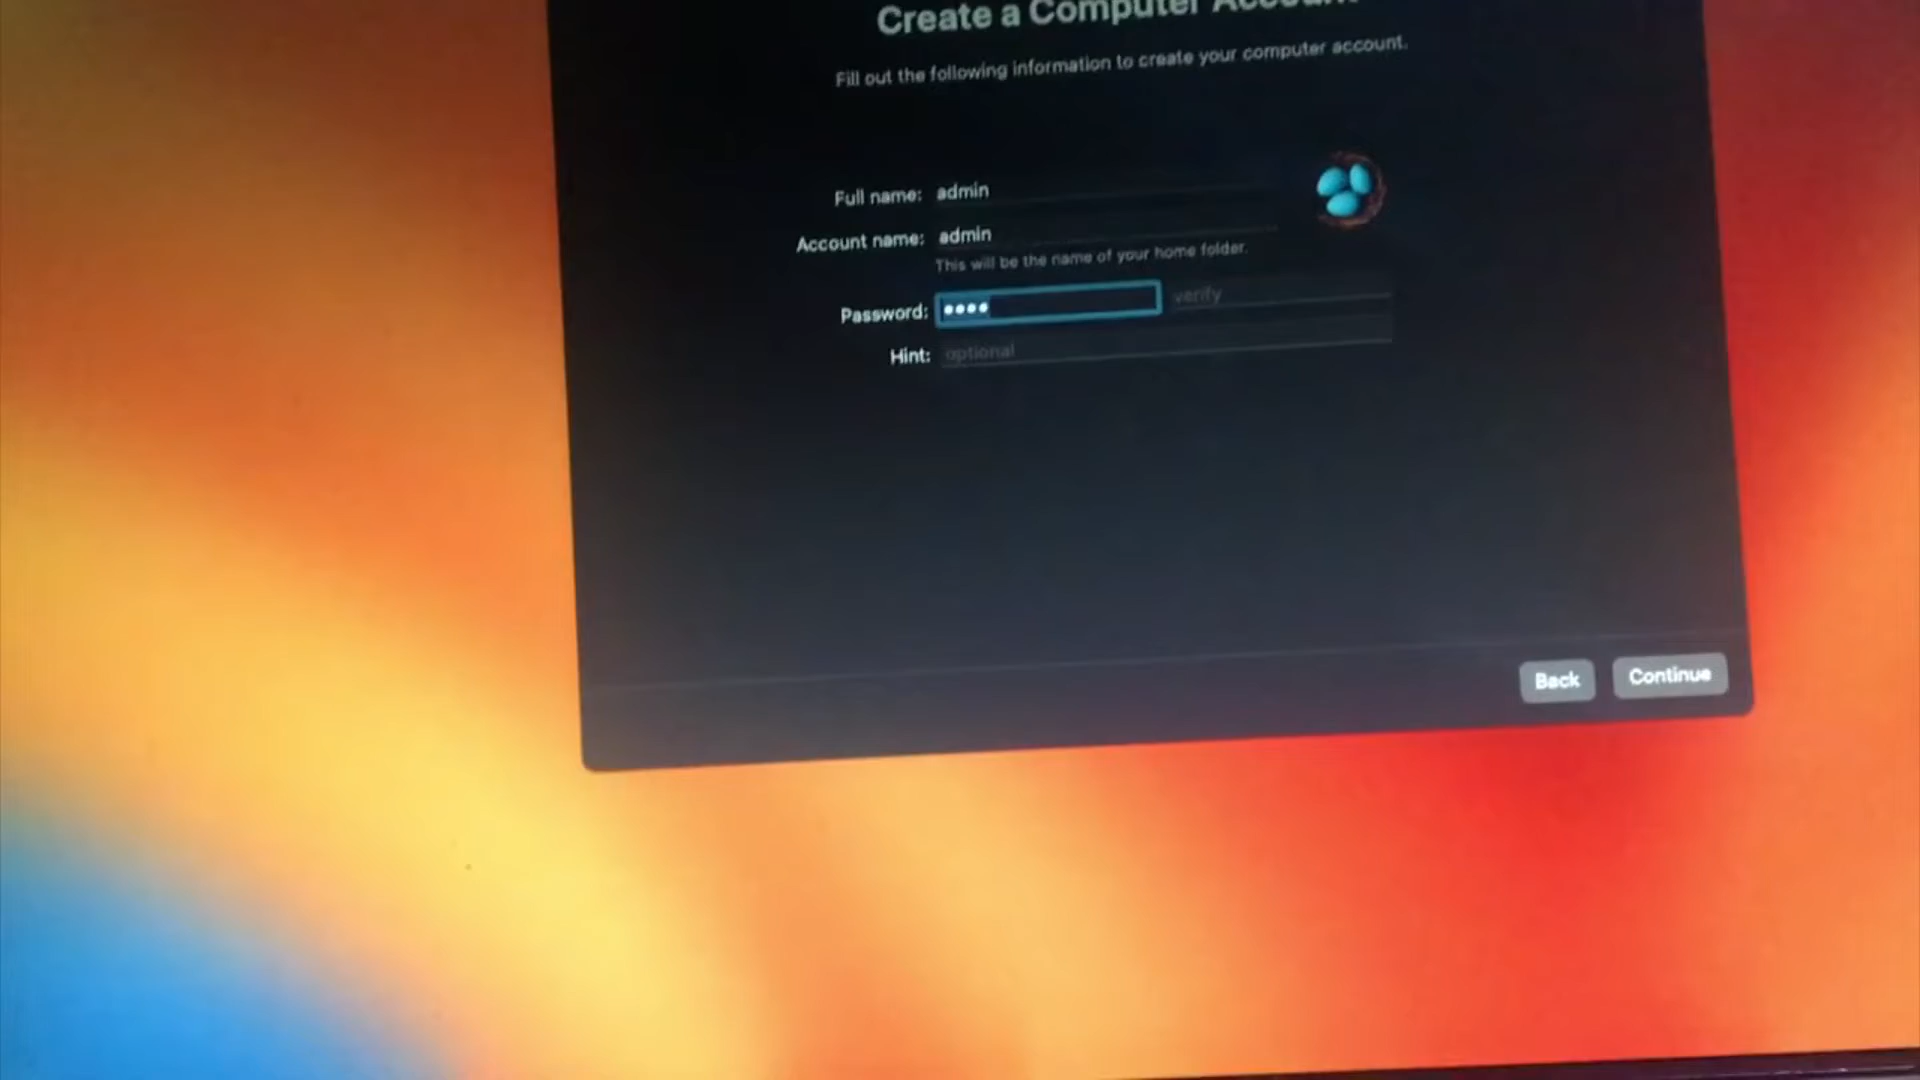 Create a Computer Account
Fill out the following information to create your computer account.
Full name: admin
Account name: admin
This will be the name of your home folder.
Password: •••• verify
Hint: optional
Back Continue